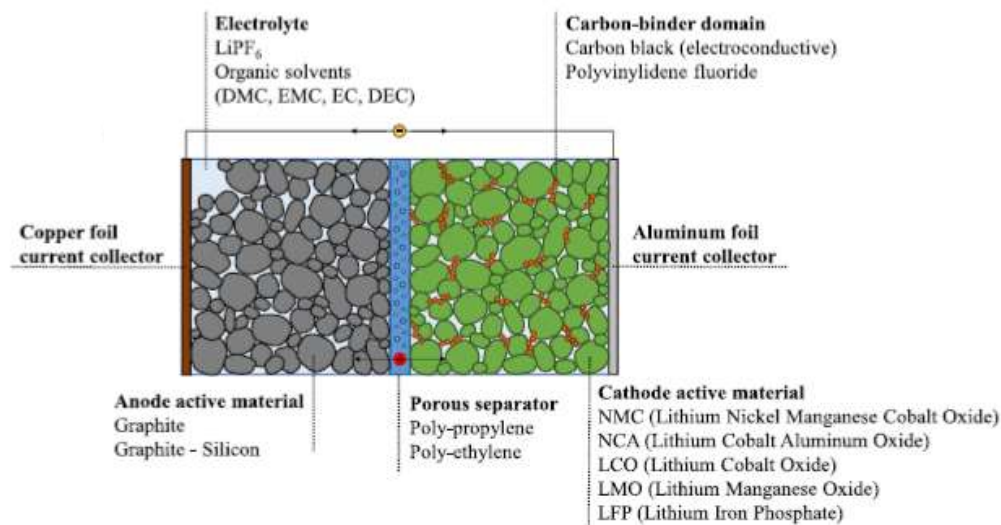 Electrolyte
LiPF₆
Organic solvents
(DMC, EMC, EC, DEC)
Carbon-binder domain
Carbon black (electroconductive)
Polyvinylidene fluoride
Copper foil
current collector
Aluminum foil
current collector
Anode active material
Graphite
Graphite - Silicon
Porous separator
Poly-propylene
Poly-ethylene
Cathode active material
NMC (Lithium Nickel Manganese Cobalt Oxide)
NCA (Lithium Cobalt Aluminum Oxide)
LCO (Lithium Cobalt Oxide)
LMO (Lithium Manganese Oxide)
LFP (Lithium Iron Phosphate)